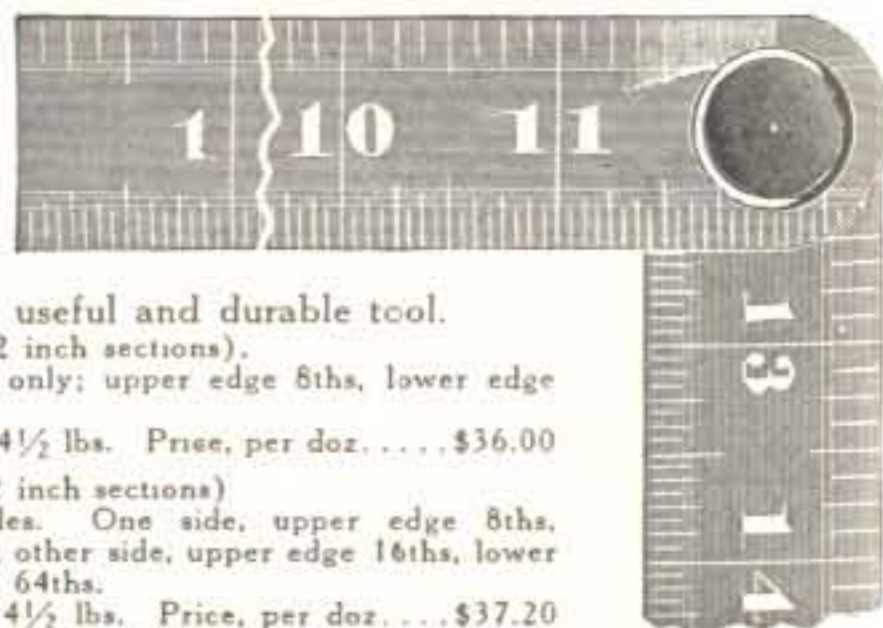 1 10 11
13
14
useful and durable tool.
2 inch sections).
only; upper edge 8ths, lower edge
4½ lbs. Price, per doz.....$36.00
2 inch sections)
les. One side, upper edge 8ths,
other side, upper edge 16ths, lower
64ths.
4½ lbs. Price, per doz....$37.20